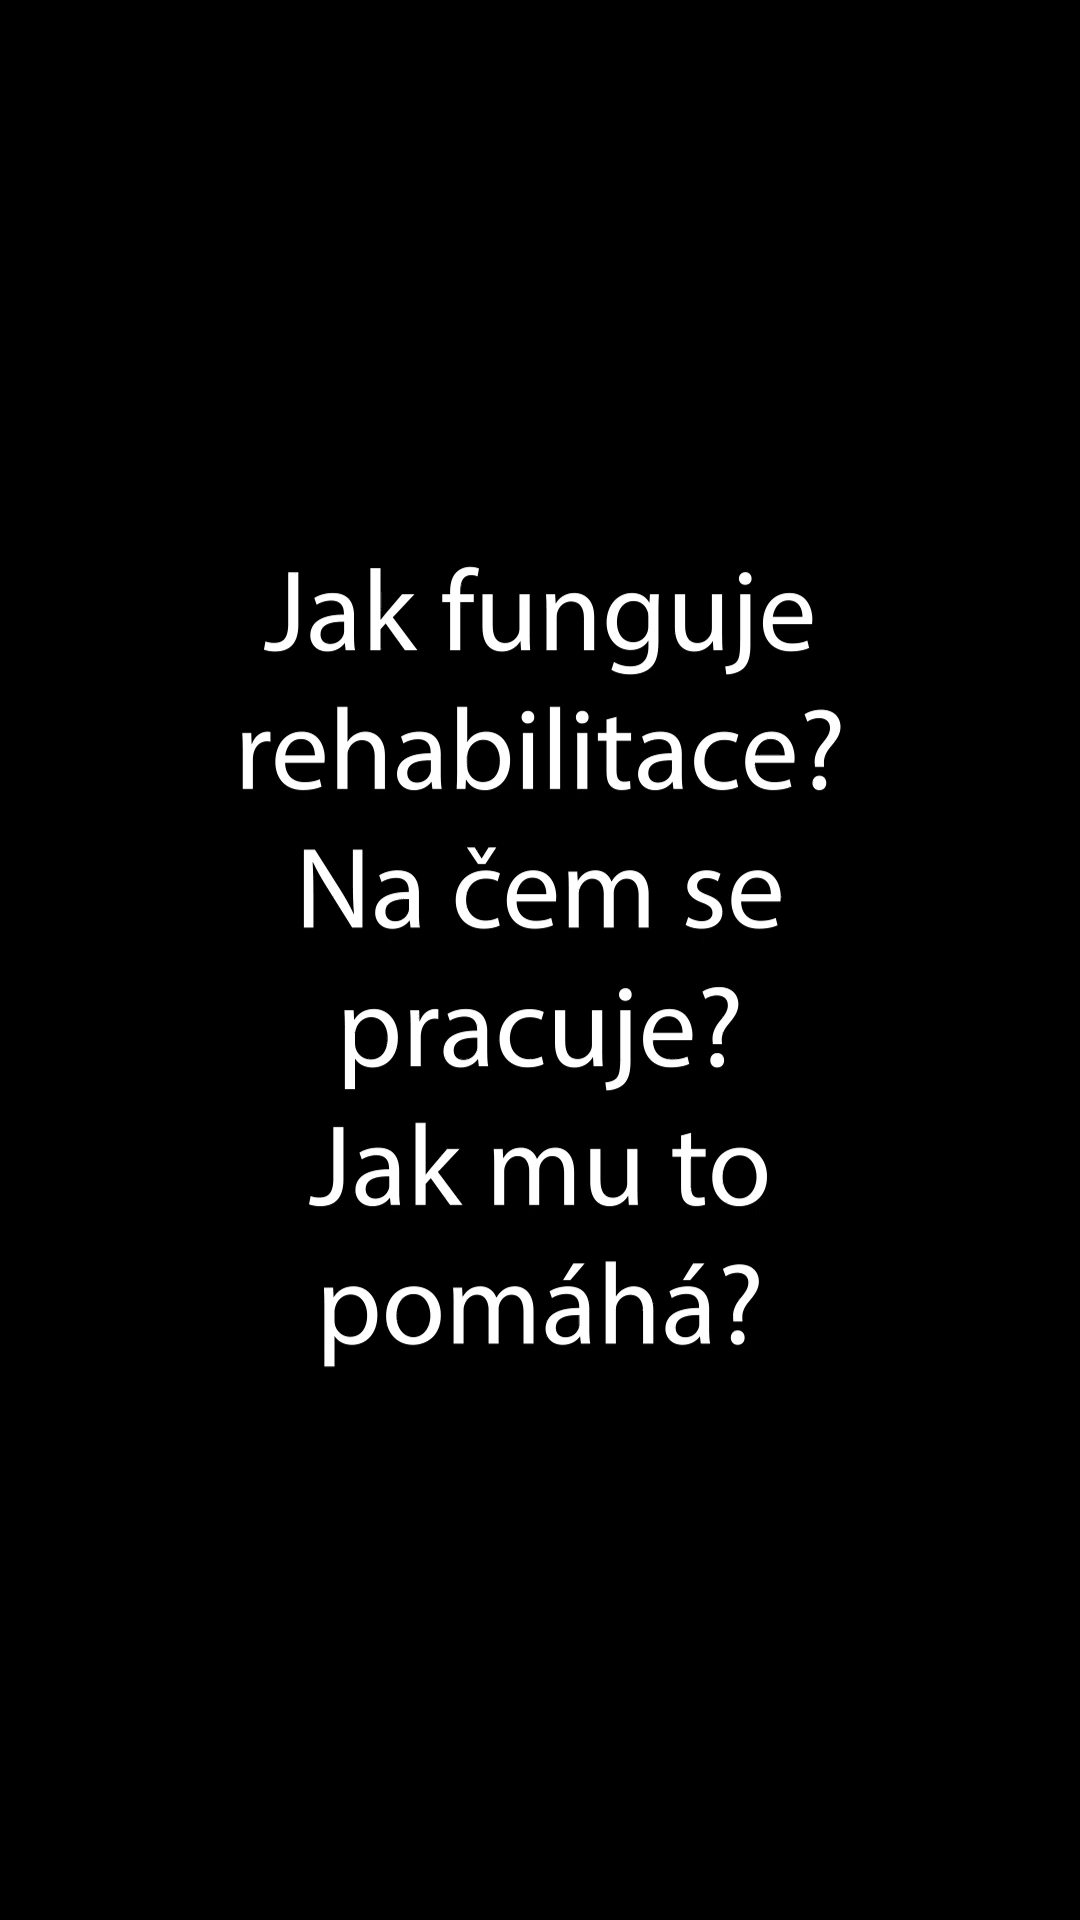 Jak funguje
rehabilitace?
Na čem se
pracuje?
Jak mu to
pomáhá?